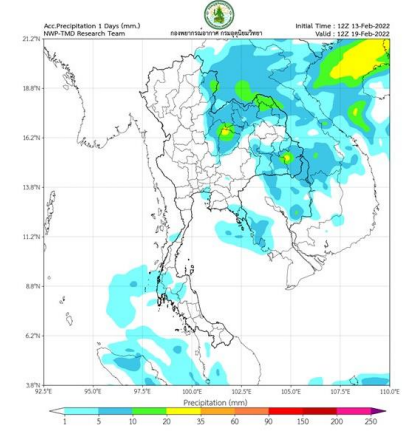 Acc.Precipitation 1 Days (mm.)
NWP-TMD Research Team
กองพยากรณ์อากาศ กรมอุตุนิยมวิทยา
Initial Time : 12Z 13-Feb-2022
Valid : 12Z 19-Feb-2022
21.2°N
18.8°N
16.2°N
13.8°N
11.2°N
8.8°N
6.2°N
3.8°N
92.5°E 95.0°E 97.5°E 100.0°E 102.5°E 105.0°E 107.5°E 110.0°E
Precipitation (mm)
1 5 10 20 35 60 90 150 200 250